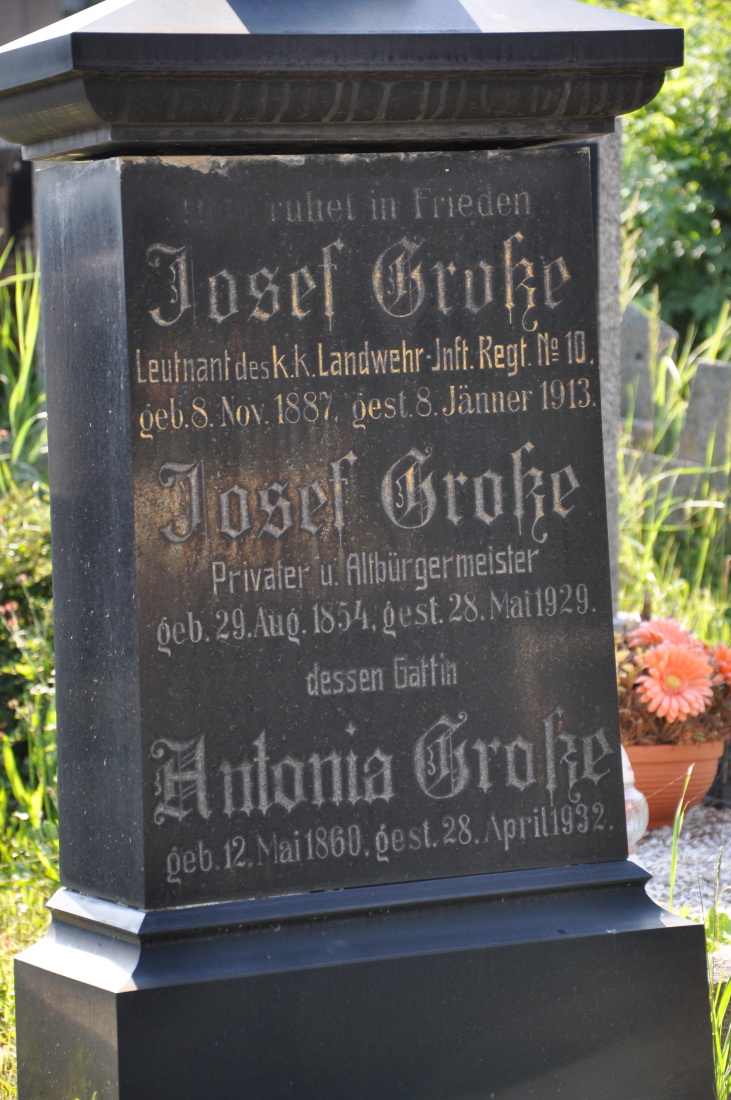 ruhet in Frieden
Josef Große
Leutnant des k.k. Landwehr-Jnft. Regt. № 10.
geb. 8. Nov. 1887, gest. 8. Jänner 1913.
Josef Große
Privater u. Altbürgermeister
geb. 29. Aug. 1854, gest. 28. Mai 1929.
dessen Gattin
Antonia Große
geb. 12. Mai 1860, gest. 28. April 1932.